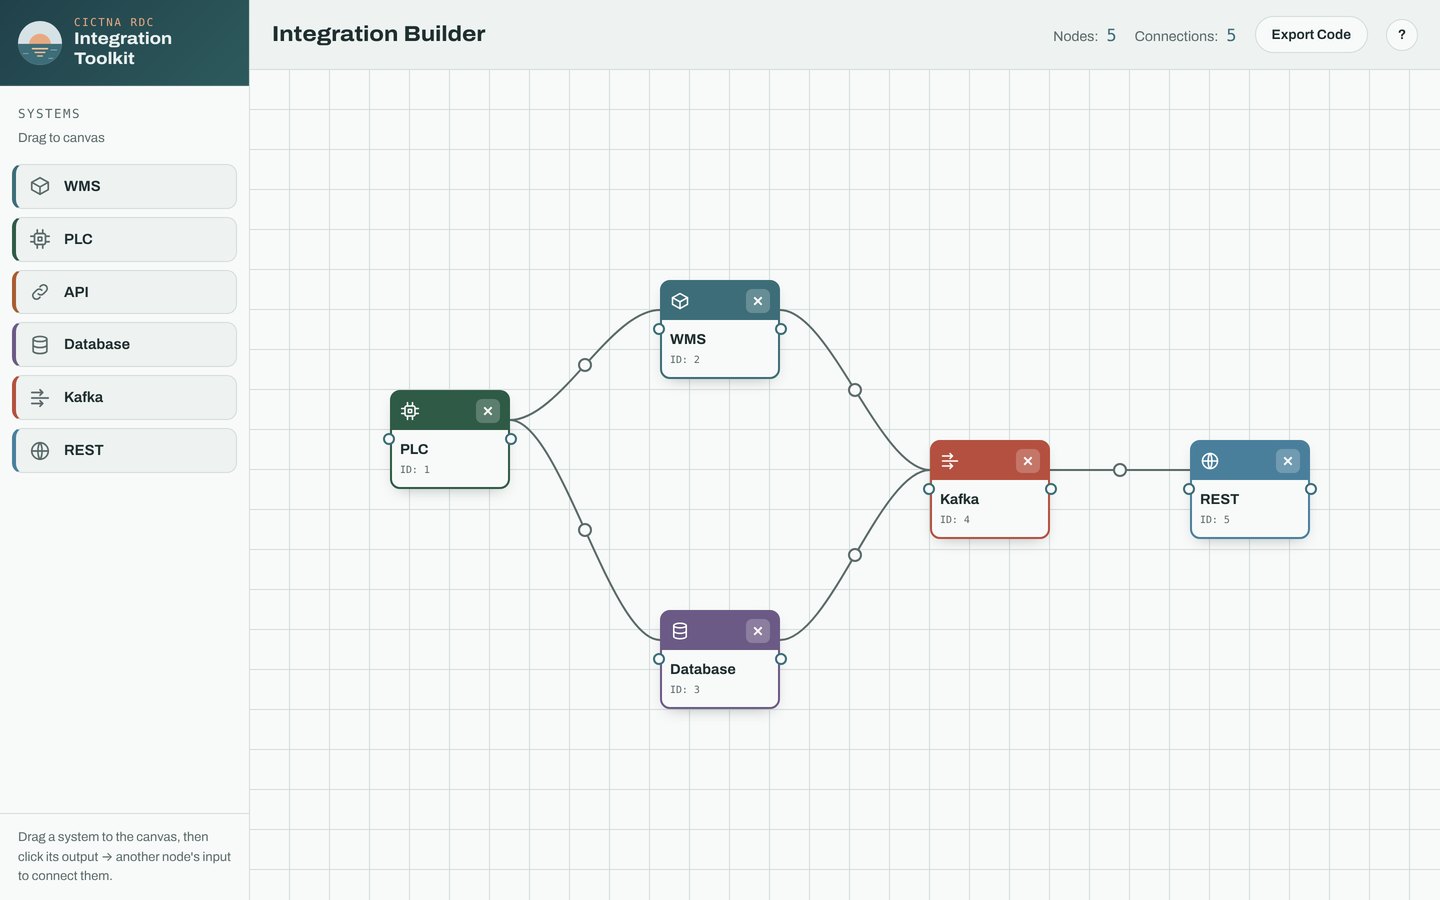 CICTNA RDC
Integration
Toolkit
SYSTEMS
Drag to canvas
WMS
PLC
API
Database
Kafka
REST
Drag a system to the canvas, then
click its output → another node's input
to connect them.
Integration Builder
Nodes: 5
Connections: 5
Export Code
?
PLC
ID: 1
WMS
ID: 2
Database
ID: 3
Kafka
ID: 4
REST
ID: 5